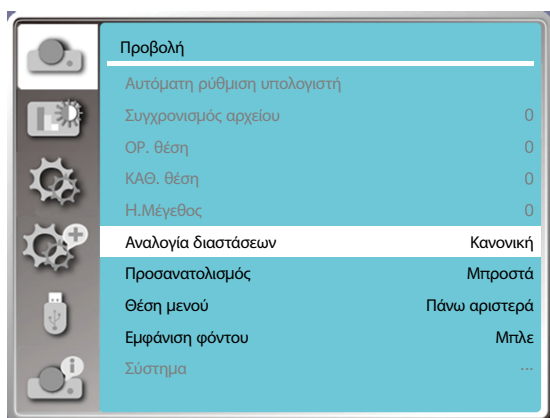 Προβολή
Αυτόματη ρύθμιση υπολογιστή
Συγχρονισμός αρχείου 0
ΟΡ. θέση 0
ΚΑΘ. θέση 0
Η.Μέγεθος 0
Αναλογία διαστάσεων Κανονική
Προσανατολισμός Μπροστά
Θέση μενού Πάνω αριστερά
Εμφάνιση φόντου Μπλε
Σύστημα ...